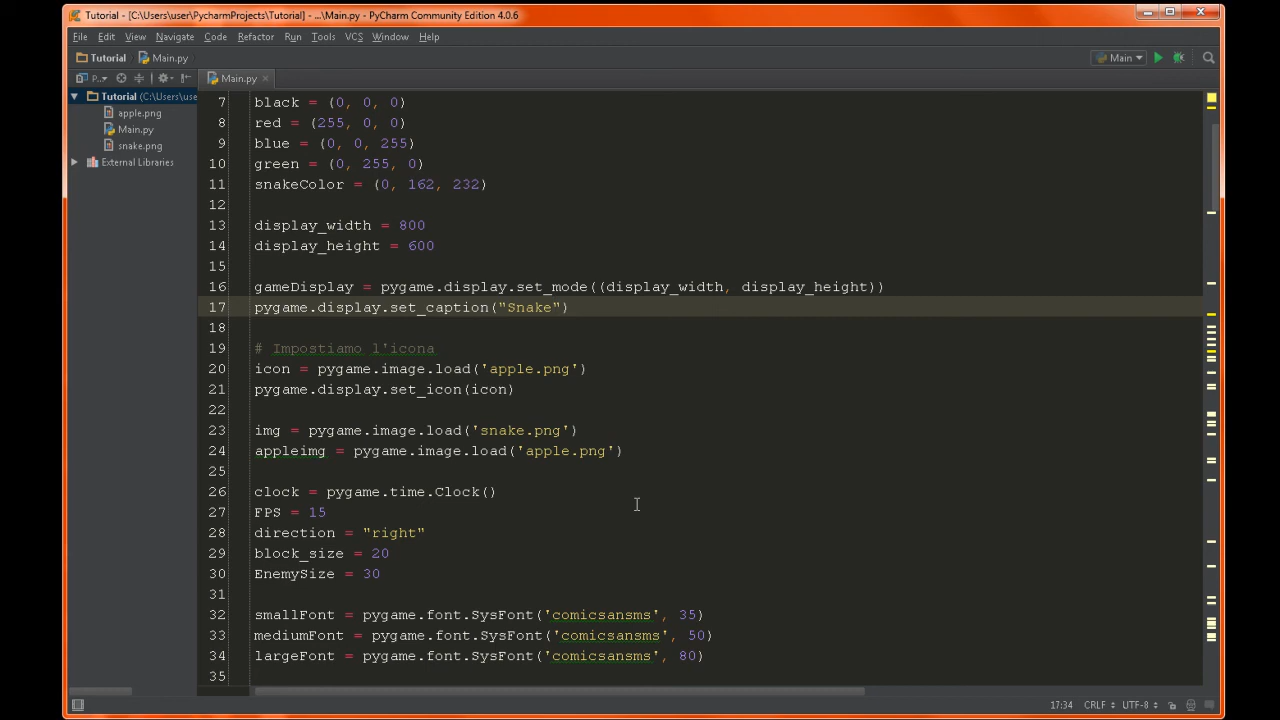 Tutorial - [C:\Users\user\PycharmProjects\Tutorial] - ...\Main.py - PyCharm Community Edition 4.0.6
File Edit View Navigate Code Refactor Run Tools VCS Window Help
Tutorial Main.py Main
P.. Main.py
Tutorial (C:\Users\use
apple.png
Main.py
snake.png
External Libraries
7 black = (0, 0, 0)
8 red = (255, 0, 0)
9 blue = (0, 0, 255)
10 green = (0, 255, 0)
11 snakeColor = (0, 162, 232)
12
13 display_width = 800
14 display_height = 600
15
16 gameDisplay = pygame.display.set_mode((display_width, display_height))
17 pygame.display.set_caption("Snake")
18
19 # Impostiamo l'icona
20 icon = pygame.image.load('apple.png')
21 pygame.display.set_icon(icon)
22
23 img = pygame.image.load('snake.png')
24 appleimg = pygame.image.load('apple.png')
25
26 clock = pygame.time.Clock()
27 FPS = 15
28 direction = "right"
29 block_size = 20
30 EnemySize = 30
31
32 smallFont = pygame.font.SysFont('comicsansms', 35)
33 mediumFont = pygame.font.SysFont('comicsansms', 50)
34 largeFont = pygame.font.SysFont('comicsansms', 80)
35
17:34 CRLF UTF-8